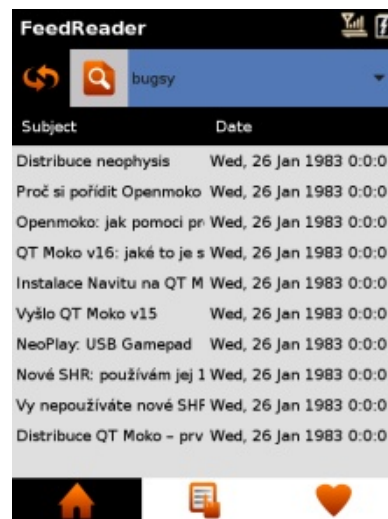 FeedReader
bugsy
Subject Date
Distribuce neophysis Wed, 26 Jan 1983 0:0:0
Proč si pořídit Openmoko Wed, 26 Jan 1983 0:0:0
Openmoko: jak pomoci pr Wed, 26 Jan 1983 0:0:0
QT Moko v16: jaké to je s Wed, 26 Jan 1983 0:0:0
Instalace Navitu na QT M Wed, 26 Jan 1983 0:0:0
Vyšlo QT Moko v15 Wed, 26 Jan 1983 0:0:0
NeoPlay: USB Gamepad Wed, 26 Jan 1983 0:0:0
Nové SHR: používám jej 1 Wed, 26 Jan 1983 0:0:0
Vy nepoužíváte nové SHR Wed, 26 Jan 1983 0:0:0
Distribuce QT Moko – prv Wed, 26 Jan 1983 0:0:0